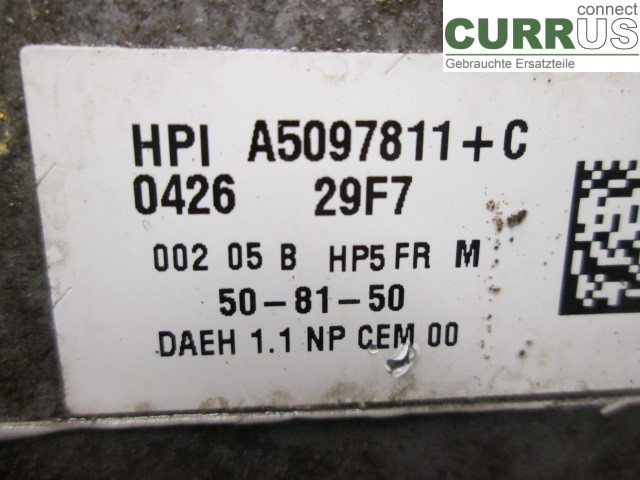 connect
CURRUS
Gebrauchte Ersatzteile
HPI A5097811+C
0426 29F7
002 05 B HP5 FR M
50-81-50
DAEH 1.1 NP CEM 00